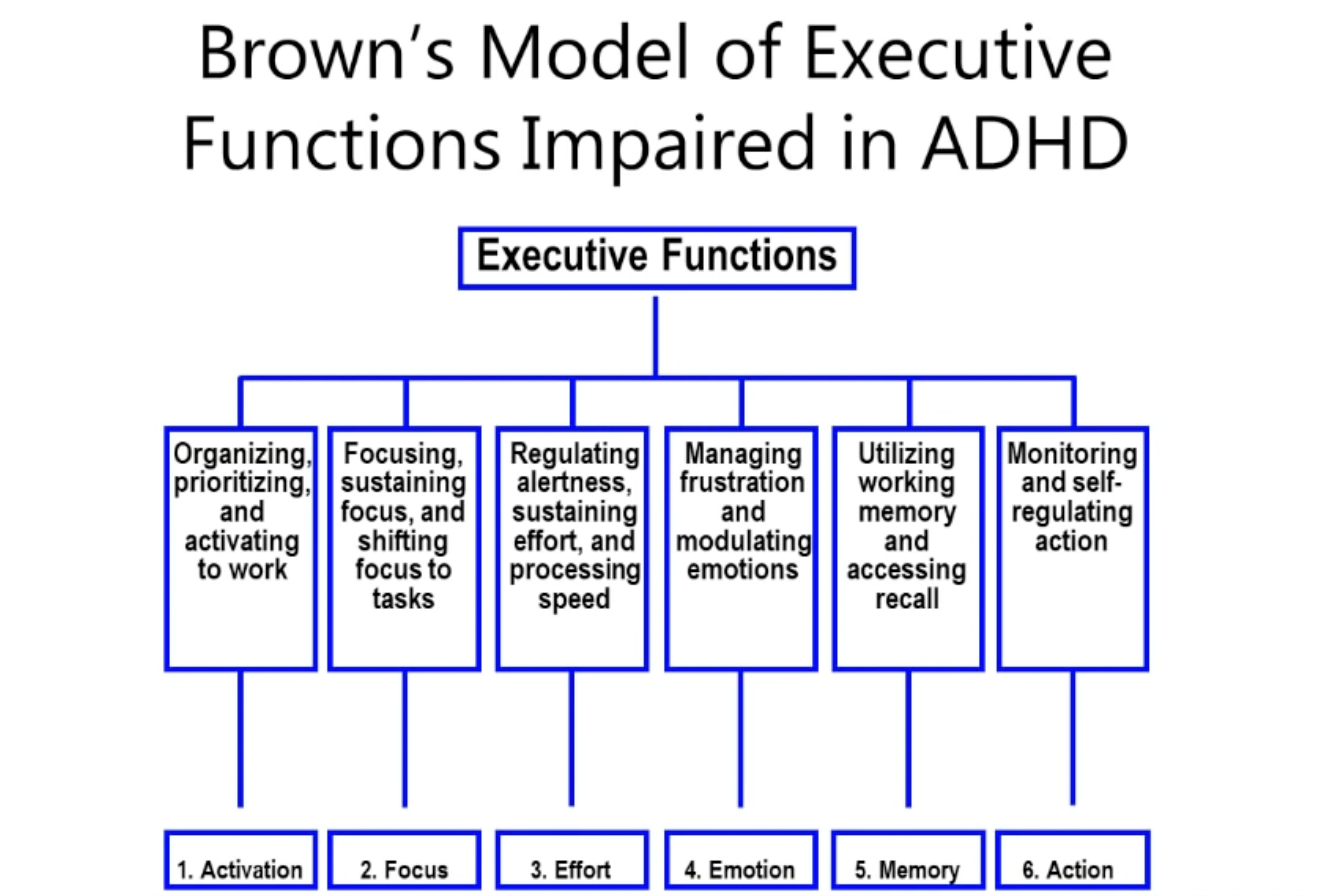 Brown's Model of Executive
Functions Impaired in ADHD
Executive Functions
Organizing,
prioritizing,
and
activating
to work
Focusing,
sustaining
focus, and
shifting
focus to
tasks
Regulating
alertness,
sustaining
effort, and
processing
speed
Managing
frustration
and
modulating
emotions
Utilizing
working
memory
and
accessing
recall
Monitoring
and self-
regulating
action
1. Activation
2. Focus
3. Effort
4. Emotion
5. Memory
6. Action